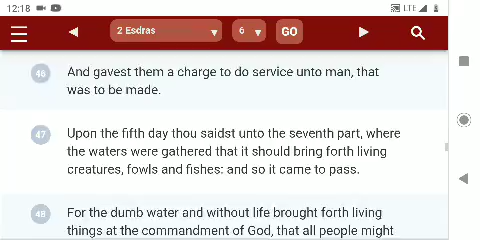 12:18
LTE
2 Esdras
6
GO
46
And gavest them a charge to do service unto man, that
was to be made.
47
Upon the fifth day thou saidst unto the seventh part, where
the waters were gathered that it should bring forth living
creatures, fowls and fishes: and so it came to pass.
48
For the dumb water and without life brought forth living
things at the commandment of God, that all people might